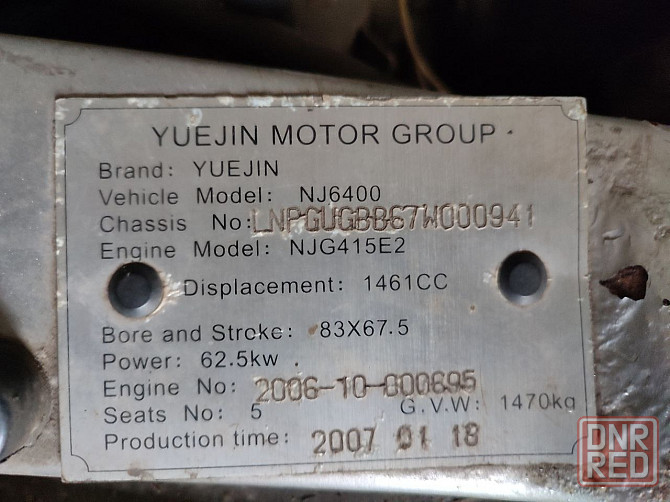 YUEJIN MOTOR GROUP
Brand: YUEJIN
Vehicle Model: NJ6400
Chassis No: LNPGUGBB67W000941
Engine Model: NJG415E2
Displacement: 1461CC
Bore and Stroke: 83X67.5
Power: 62.5kw
Engine No: 2006-10-000695
Seats No: 5 G.V.W: 1470kg
Production time: 2007 01 18
DNR
RED